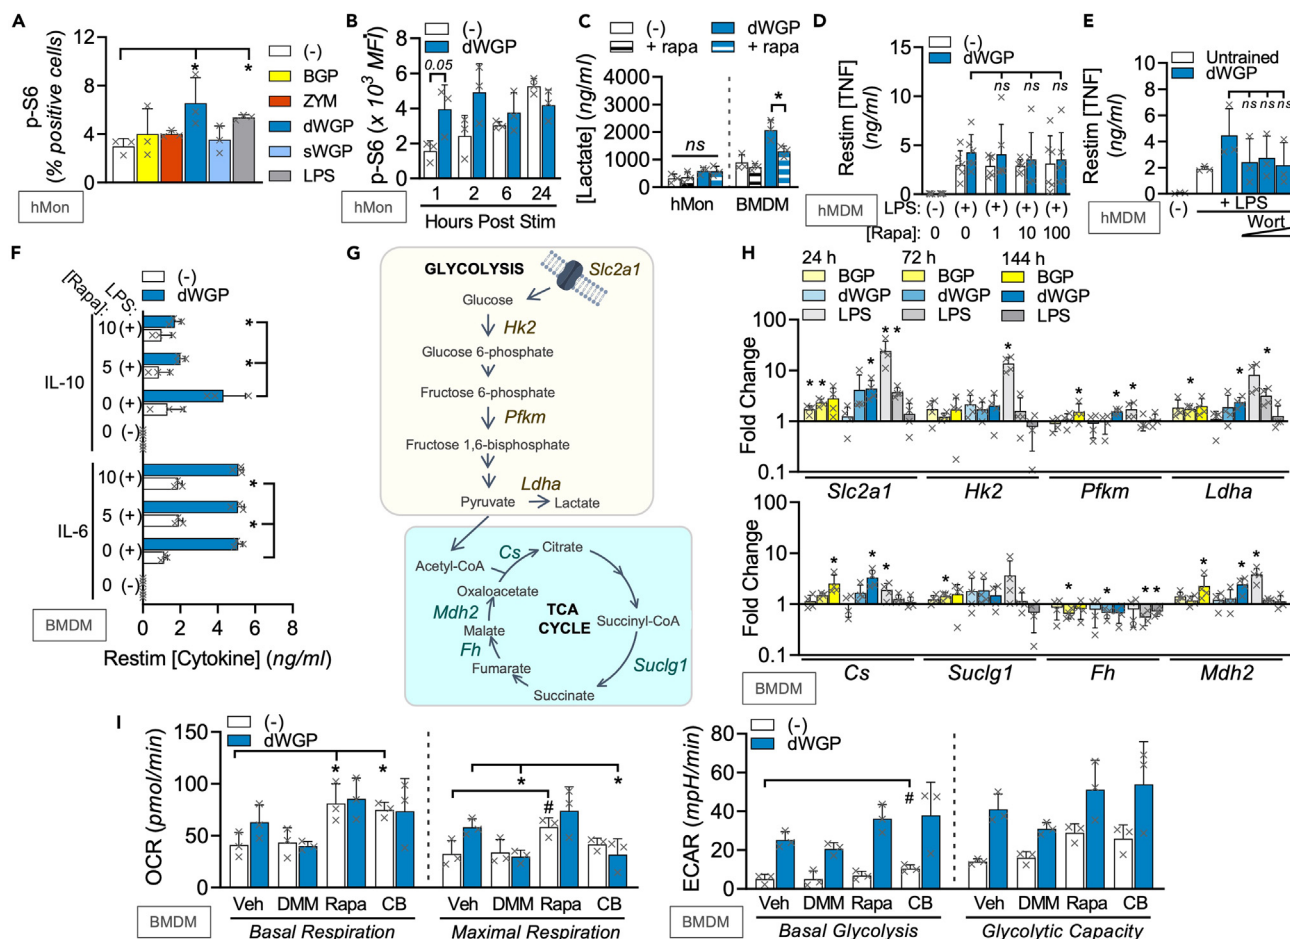 A
p-S6
(% positive cells)
12
8
4
0
*
*
(-)
BGP
ZYM
dWGP
sWGP
LPS
hMon
B
(-)
dWGP
p-S6 (x 10³ MFI)
8
6
4
2
0
0.05
1 2 6 24
Hours Post Stim
hMon
C
(-)
+ rapa
dWGP
+ rapa
[Lactate] (ng/ml)
4000
3000
2000
1000
0
ns
*
hMon BMDM
D
(-)
dWGP
Restim [TNF]
(ng/ml)
15
10
5
0
ns ns ns
LPS: (-) (+) (+) (+) (+)
[Rapa]: 0 0 1 10 100
hMDM
E
Untrained
dWGP
Restim [TNF]
(ng/ml)
10
8
6
4
2
0
ns ns ns
(-) + LPS
Wort
hMDM
F
(-)
dWGP
[Rapa]:
LPS:
IL-10
10 (+)
5 (+)
0 (+)
0 (-)
*
*
IL-6
10 (+)
5 (+)
0 (+)
0 (-)
*
*
0 2 4 6 8
Restim [Cytokine] (ng/ml)
BMDM
G
GLYCOLYSIS
Slc2a1
Glucose
Hk2
Glucose 6-phosphate
Fructose 6-phosphate
Pfkm
Fructose 1,6-bisphosphate
Ldha
Pyruvate
Lactate
Acetyl-CoA
Cs
Citrate
Oxaloacetate
Mdh2
Malate
TCA
CYCLE
Succinyl-CoA
Fh
Fumarate
Suclg1
Succinate
H
24 h 72 h 144 h
BGP BGP BGP
dWGP dWGP dWGP
LPS LPS LPS
Fold Change
100
10
1
0.1
* * * * * * * * * * * *
Slc2a1 Hk2 Pfkm Ldha
Fold Change
100
10
1
0.1
* * * * * * * * * * *
Cs Suclg1 Fh Mdh2
BMDM
I
(-)
dWGP
OCR (pmol/min)
150
100
50
0
* *
* *
#
Veh DMM Rapa CB Veh DMM Rapa CB
Basal Respiration Maximal Respiration
BMDM
(-)
dWGP
ECAR (mpH/min)
80
60
40
20
0
#
Veh DMM Rapa CB Veh DMM Rapa CB
Basal Glycolysis Glycolytic Capacity
BMDM